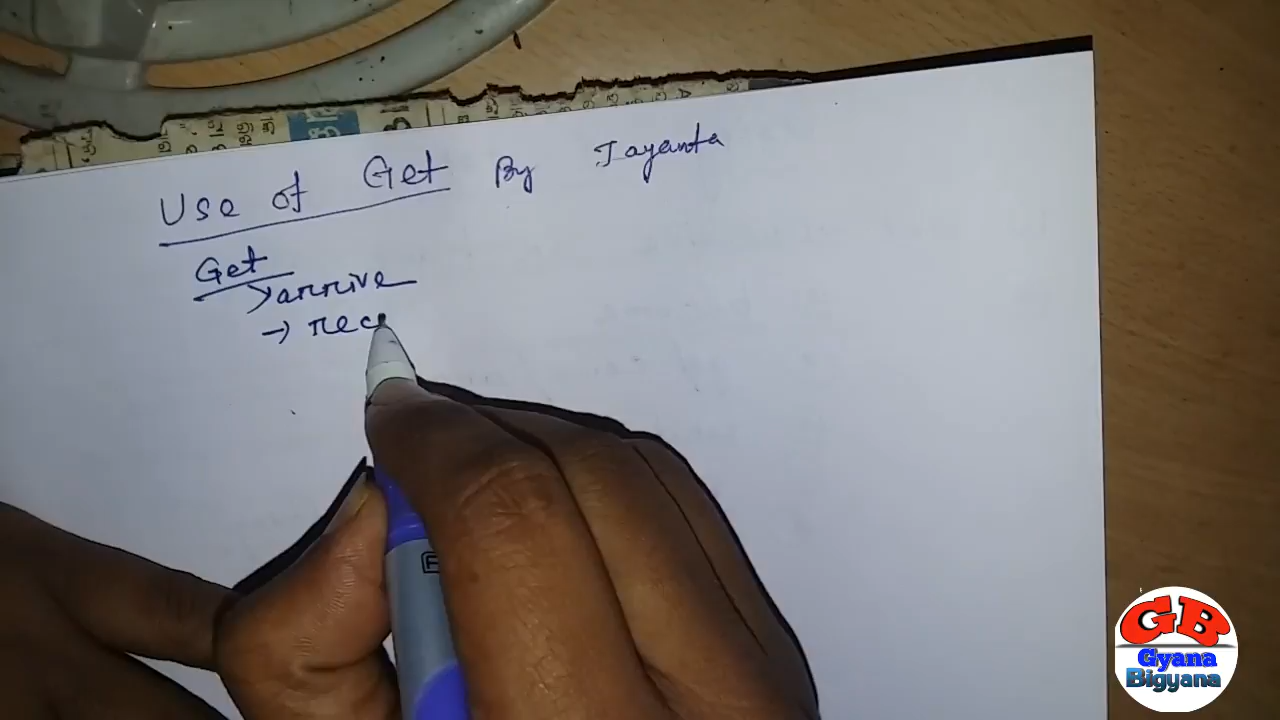 Use of Get By Jayanta
Get
→ arrive
→ rec
GB
Gyana
Bigyana